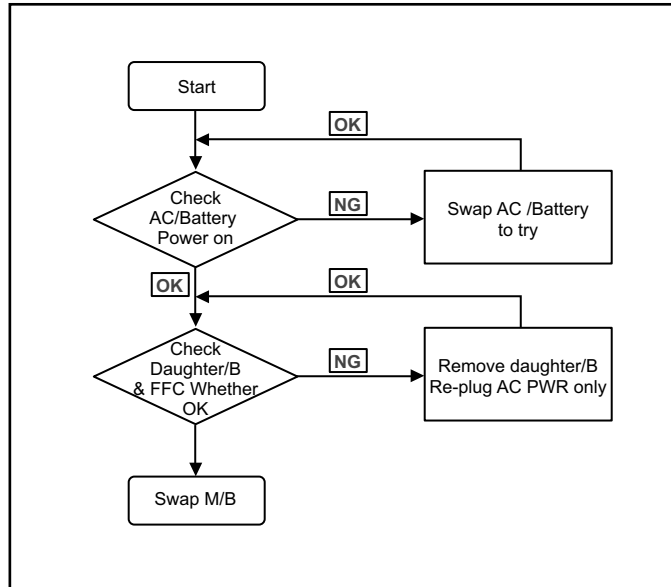 Start
OK
Check
AC/Battery
Power on
NG
Swap AC /Battery
to try
OK
OK
Check
Daughter/B
& FFC Whether
OK
NG
Remove daughter/B
Re-plug AC PWR only
Swap M/B